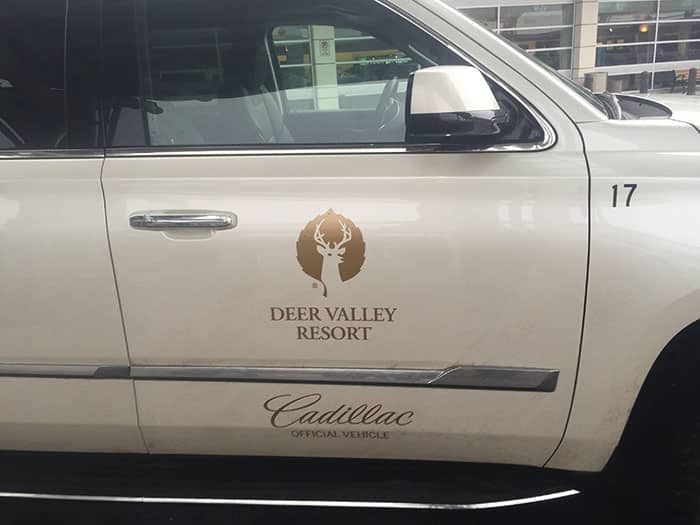 17
®
DEER VALLEY
RESORT
Cadillac
OFFICIAL VEHICLE